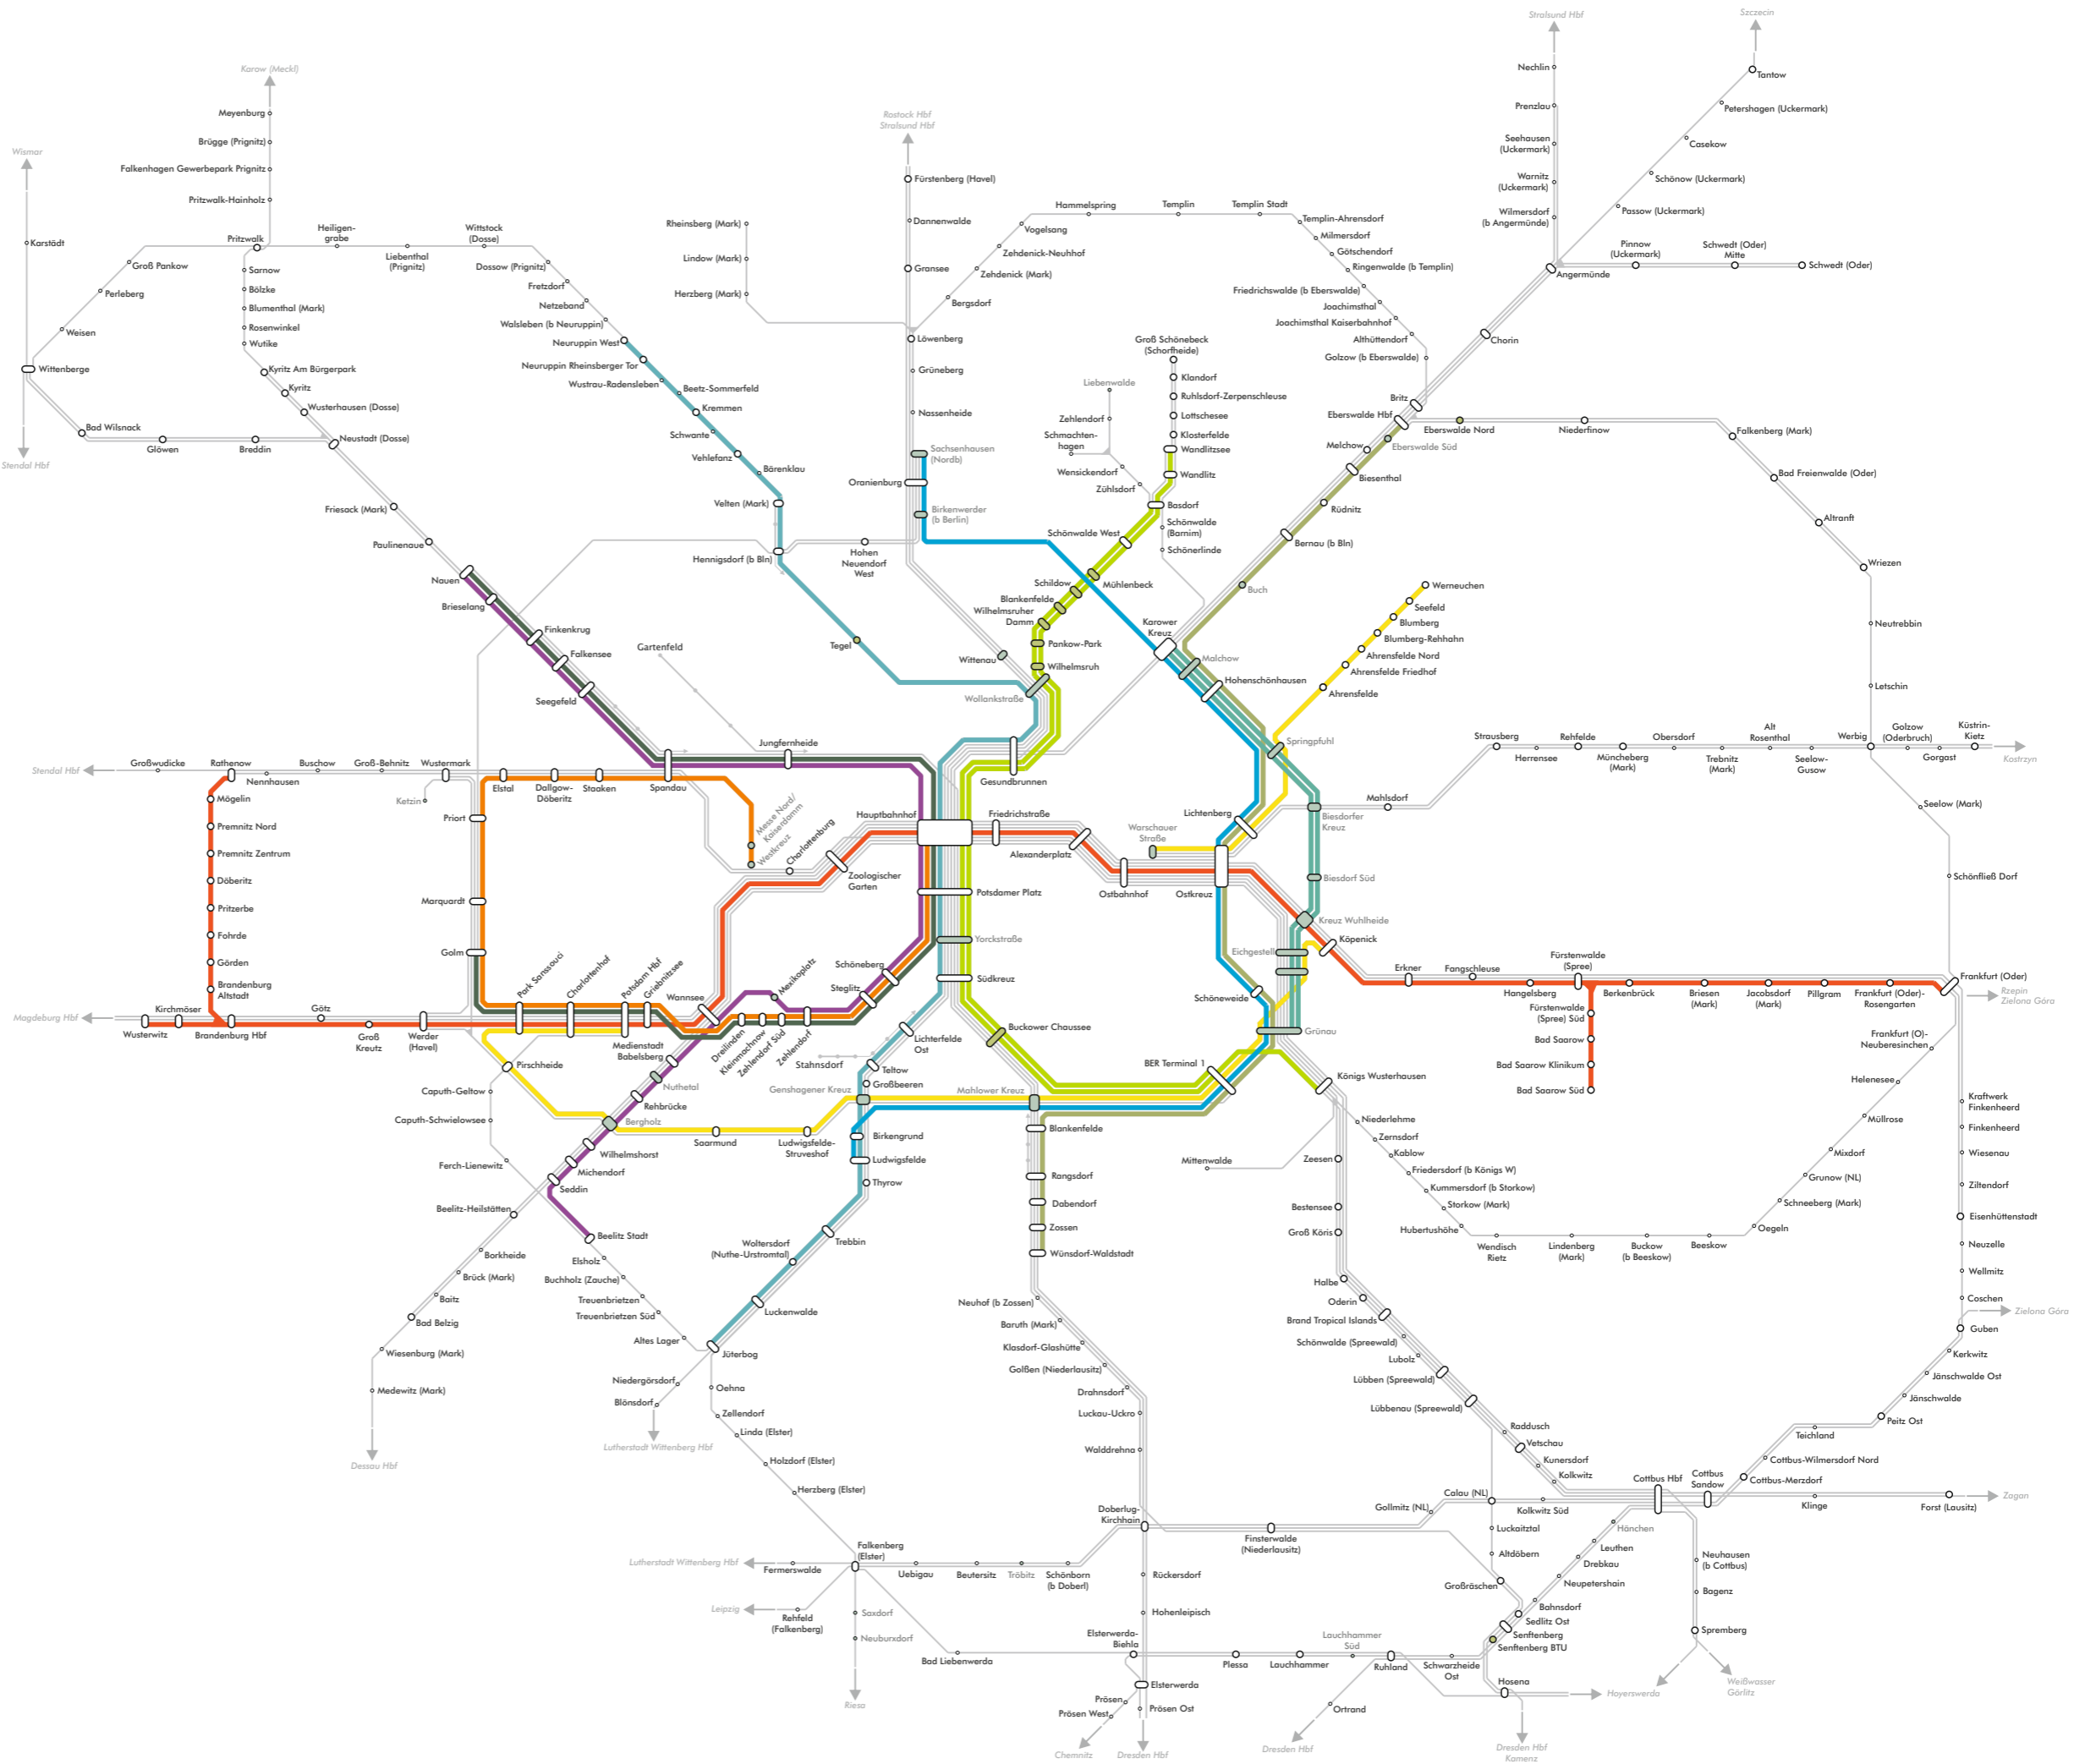 Stralsund Hbf
Szczecin
Nechlin
Tantow
Karow (Meckl)
Prenzlau
Petershagen (Uckermark)
Meyenburg
Rostock Hbf
Stralsund Hbf
Brügge (Prignitz)
Seehausen
(Uckermark)
Casekow
Wismar
Falkenhagen Gewerbepark Prignitz
Fürstenberg (Havel)
Warnitz
(Uckermark)
Schönow (Uckermark)
Pritzwalk-Hainholz
Hammelspring
Templin
Templin Stadt
Passow (Uckermark)
Wilmersdorf
(b Angermünde)
Rheinsberg (Mark)
Dannenwalde
Vogelsang
Templin-Ahrensdorf
Karstädt
Pritzwalk
Heiligen-
grabe
Wittstock
(Dosse)
Milmersdorf
Pinnow
(Uckermark)
Schwedt (Oder)
Mitte
Liebenthal
(Prignitz)
Zehdenick-Neuhhof
Götschendorf
Groß Pankow
Sarnow
Dossow (Prignitz)
Lindow (Mark)
Gransee
Zehdenick (Mark)
Ringenwalde (b Templin)
Angermünde
Schwedt (Oder)
Bölzke
Fretzdorf
Friedrichswalde (b Eberswalde)
Perleberg
Herzberg (Mark)
Bergsdorf
Joachimsthal
Blumenthal (Mark)
Netzeband
Joachimsthal Kaiserbahnhof
Rosenwinkel
Walsleben (b Neuruppin)
Althüttendorf
Weisen
Wutike
Neuruppin West
Löwenberg
Groß Schönebeck
(Schorfheide)
Golzow (b Eberswalde)
Chorin
Wittenberge
Kyritz Am Bürgerpark
Neuruppin Rheinsberger Tor
Grüneberg
Klandorf
Kyritz
Wustrau-Radensleben
Beetz-Sommerfeld
Liebenwalde
Ruhlsdorf-Zerpenschleuse
Britz
Wusterhausen (Dosse)
Kremmen
Nassenheide
Zehlendorf
Lottschesee
Eberswalde Hbf
Bad Wilsnack
Neustadt (Dosse)
Schwante
Schmachten-
hagen
Klosterfelde
Eberswalde Nord
Niederfinow
Falkenberg (Mark)
Glöwen
Breddin
Vehlefanz
Sachsenhausen
(Nordb)
Wandlitzsee
Melchow
Eberswalde Süd
Stendal Hbf
Bärenklau
Wensickendorf
Wandlitz
Biesenthal
Bad Freienwalde (Oder)
Oranienburg
Zühlsdorf
Friesack (Mark)
Velten (Mark)
Birkenwerder
(b Berlin)
Basdorf
Rüdnitz
Altranft
Schönwalde
(Barnim)
Paulinenaue
Hennigsdorf (b Bln)
Hohen
Neuendorf
West
Schönwalde West
Schönerlinde
Bernau (b Bln)
Wriezen
Nauen
Schildow
Mühlenbeck
Buch
Werneuchen
Brieselang
Blankenfelde
Seefeld
Wilhelmsruher
Damm
Blumberg
Neutrebbin
Finkenkrug
Tegel
Pankow-Park
Karower
Kreuz
Blumberg-Rehhahn
Gartenfeld
Wittenau
Wilhelmsruh
Malchow
Ahrensfelde Nord
Falkensee
Hohenschönhausen
Ahrensfelde Friedhof
Letschin
Seegefeld
Wollankstraße
Ahrensfelde
Jungfernheide
Springpfuhl
Strausberg
Rehfelde
Obersdorf
Alt
Rosenthal
Werbig
Golzow
(Oderbruch)
Küstrin-
Kietz
Großwudicke
Rathenow
Buschow
Groß-Behnitz
Wustermark
Herrensee
Müncheberg
(Mark)
Trebnitz
(Mark)
Seelow-
Gusow
Gorgast
Kostrzyn
Stendal Hbf
Nennhausen
Elstal
Dallgow-
Döberitz
Staaken
Spandau
Gesundbrunnen
Mögelin
Ketzin
Priort
Messe Nord/
Kaiserdamm
Westkreuz
Charlottenburg
Hauptbahnhof
Friedrichstraße
Lichtenberg
Biesdorfer
Kreuz
Mahlsdorf
Seelow (Mark)
Premnitz Nord
Warschauer
Straße
Premnitz Zentrum
Alexanderplatz
Döberitz
Zoologischer
Garten
Ostbahnhof
Ostkreuz
Biesdorf Süd
Schönfließ Dorf
Marquardt
Potsdamer Platz
Pritzerbe
Kreuz Wuhlheide
Fohrde
Golm
Yorckstraße
Eichgestell
Köpenick
Görden
Park Sanssouci
Charlottenhof
Potsdam Hbf
Griebnitzsee
Wannsee
Mexikoplatz
Steglitz
Schöneberg
Südkreuz
Erkner
Fangschleuse
Fürstenwalde
(Spree)
Frankfurt (Oder)
Brandenburg
Altstadt
Schöneweide
Hangelsberg
Berkenbrück
Briesen
(Mark)
Jacobsdorf
(Mark)
Pillgram
Frankfurt (Oder)-
Rosengarten
Rzepin
Zielona Góra
Magdeburg Hbf
Kirchmöser
Götz
Fürstenwalde
(Spree) Süd
Wusterwitz
Brandenburg Hbf
Groß
Kreutz
Werder
(Havel)
Medienstadt
Babelsberg
Dreilinden
Kleinmachnow
Zehlendorf Süd
Zehlendorf
Lichterfelde
Ost
Buckower Chaussee
Grünau
Bad Saarow
Frankfurt (O)-
Neuberesinchen
Pirschheide
Stahnsdorf
Teltow
BER Terminal 1
Bad Saarow Klinikum
Caputh-Geltow
Nuthetal
Genshagener Kreuz
Großbeeren
Mahlower Kreuz
Königs Wusterhausen
Bad Saarow Süd
Helenesee
Rehbrücke
Kraftwerk
Finkenheerd
Caputh-Schwielowsee
Bergholz
Saarmund
Ludwigsfelde-
Struveshof
Birkengrund
Blankenfelde
Niederlehme
Müllrose
Finkenheerd
Wilhelmshorst
Ludwigsfelde
Mittenwalde
Zernsdorf
Ferch-Lienewitz
Michendorf
Thyrow
Rangsdorf
Zeesen
Kablow
Mixdorf
Wiesenau
Seddin
Friedersdorf (b Königs W)
Grunow (NL)
Ziltendorf
Beelitz-Heilstätten
Dabendorf
Bestensee
Kummersdorf (b Storkow)
Schneeberg (Mark)
Beelitz Stadt
Trebbin
Zossen
Groß Köris
Storkow (Mark)
Oegeln
Eisenhüttenstadt
Borkheide
Elsholz
Woltersdorf
(Nuthe-Urstromtal)
Wünsdorf-Waldstadt
Hubertushöhe
Wendisch
Rietz
Lindenberg
(Mark)
Buckow
(b Beeskow)
Beeskow
Neuzelle
Brück (Mark)
Buchholz (Zauche)
Halbe
Wellmitz
Baitz
Treuenbrietzen
Luckenwalde
Neuhof (b Zossen)
Oderin
Coschen
Bad Belzig
Treuenbrietzen Süd
Baruth (Mark)
Brand Tropical Islands
Zielona Góra
Wiesenburg (Mark)
Altes Lager
Jüterbog
Klasdorf-Glashütte
Schönwalde (Spreewald)
Guben
Golßen (Niederlausitz)
Lubolz
Kerkwitz
Medewitz (Mark)
Niedergörsdorf
Oehna
Drahnsdorf
Lübben (Spreewald)
Jänschwalde Ost
Blönsdorf
Zellendorf
Luckau-Uckro
Lübbenau (Spreewald)
Jänschwalde
Dessau Hbf
Lutherstadt Wittenberg Hbf
Linda (Elster)
Walddrehna
Raddusch
Vetschau
Teichland
Peitz Ost
Holzdorf (Elster)
Kunersdorf
Cottbus-Wilmersdorf Nord
Herzberg (Elster)
Kolkwitz
Cottbus Hbf
Cottbus
Sandow
Cottbus-Merzdorf
Doberlug-
Kirchhain
Gollmitz (NL)
Calau (NL)
Kolkwitz Süd
Klinge
Forst (Lausitz)
Zagan
Finsterwalde
(Niederlausitz)
Luckaitztal
Hönchen
Falkenberg
(Elster)
Altdöbern
Leuthen
Lutherstadt Wittenberg Hbf
Fermerswalde
Uebigau
Beutersitz
Tröbitz
Schönborn
(b Doberl)
Rückersdorf
Großräschen
Drebkau
Neuhausen
(b Cottbus)
Neupetershain
Bagenz
Leipzig
Rehfeld
(Falkenberg)
Saxdorf
Hohenleipisch
Bahnsdorf
Sedlitz Ost
Neuburxdorf
Elsterwerda-
Biehla
Lauchhammer
Süd
Senftenberg
Senftenberg BTU
Spremberg
Bad Liebenwerda
Plessa
Lauchhammer
Ruhland
Schwarzheide
Ost
Riesa
Elsterwerda
Hosena
Hoyerswerda
Weißwasser
Görlitz
Prösen
Prösen West
Prösen Ost
Ortrand
Chemnitz
Dresden Hbf
Dresden Hbf
Dresden Hbf
Kamenz